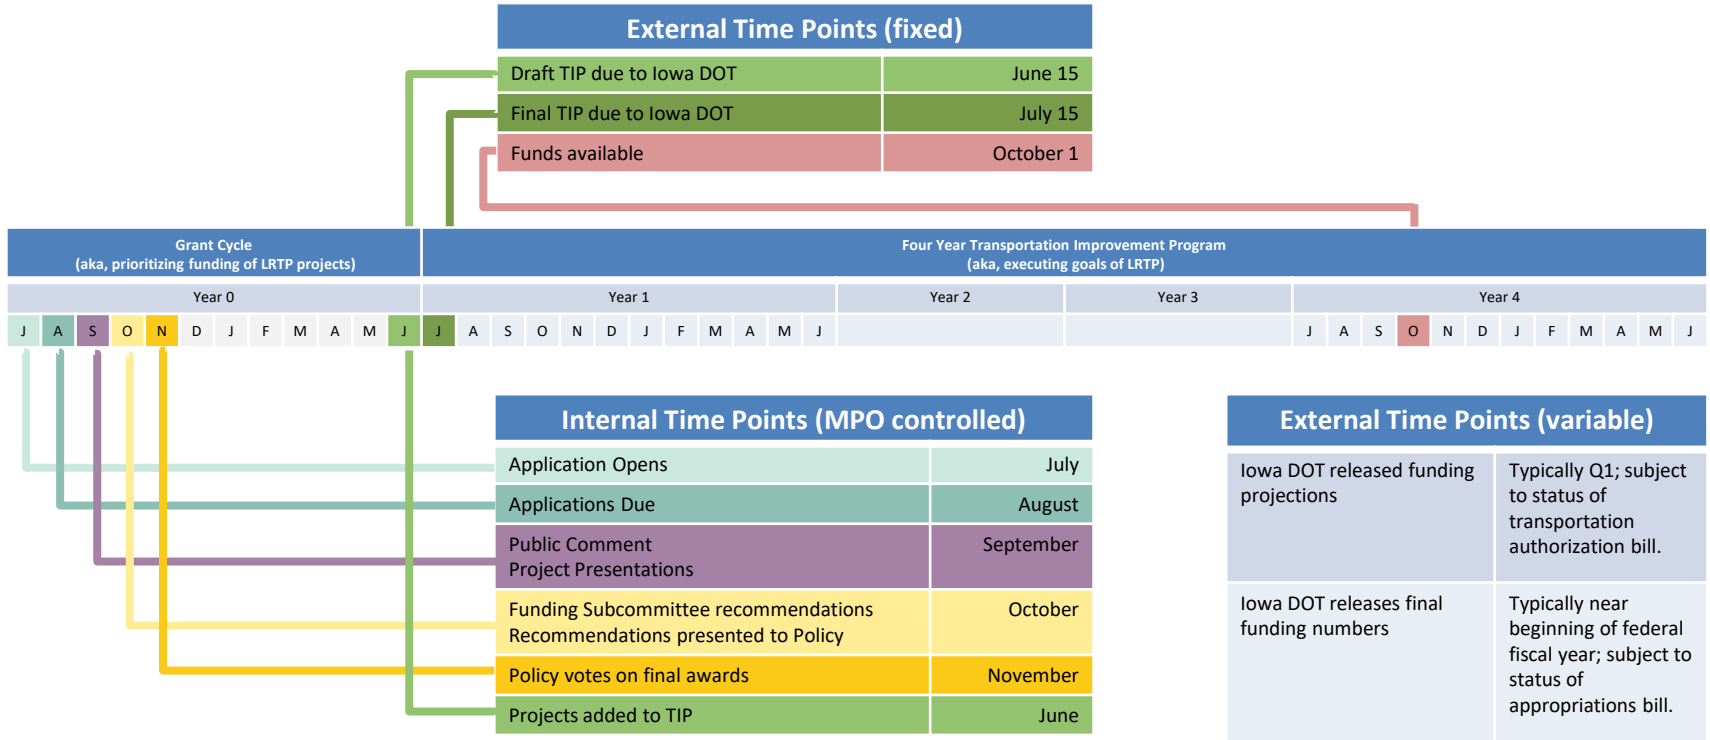 External Time Points (fixed)
Draft TIP due to Iowa DOT June 15
Final TIP due to Iowa DOT July 15
Funds available October 1
Grant Cycle
(aka, prioritizing funding of LRTP projects)
Four Year Transportation Improvement Program
(aka, executing goals of LRTP)
Year 0 Year 1 Year 2 Year 3 Year 4
J A S O N D J F M A M J J A S O N D J F M A M J J A S O N D J F M A M J
Internal Time Points (MPO controlled)
Application Opens July
Applications Due August
Public Comment September
Project Presentations
Funding Subcommittee recommendations October
Recommendations presented to Policy
Policy votes on final awards November
Projects added to TIP June
External Time Points (variable)
Iowa DOT released funding
projections
Typically Q1; subject
to status of
transportation
authorization bill.
Iowa DOT releases final
funding numbers
Typically near
beginning of federal
fiscal year; subject to
status of
appropriations bill.